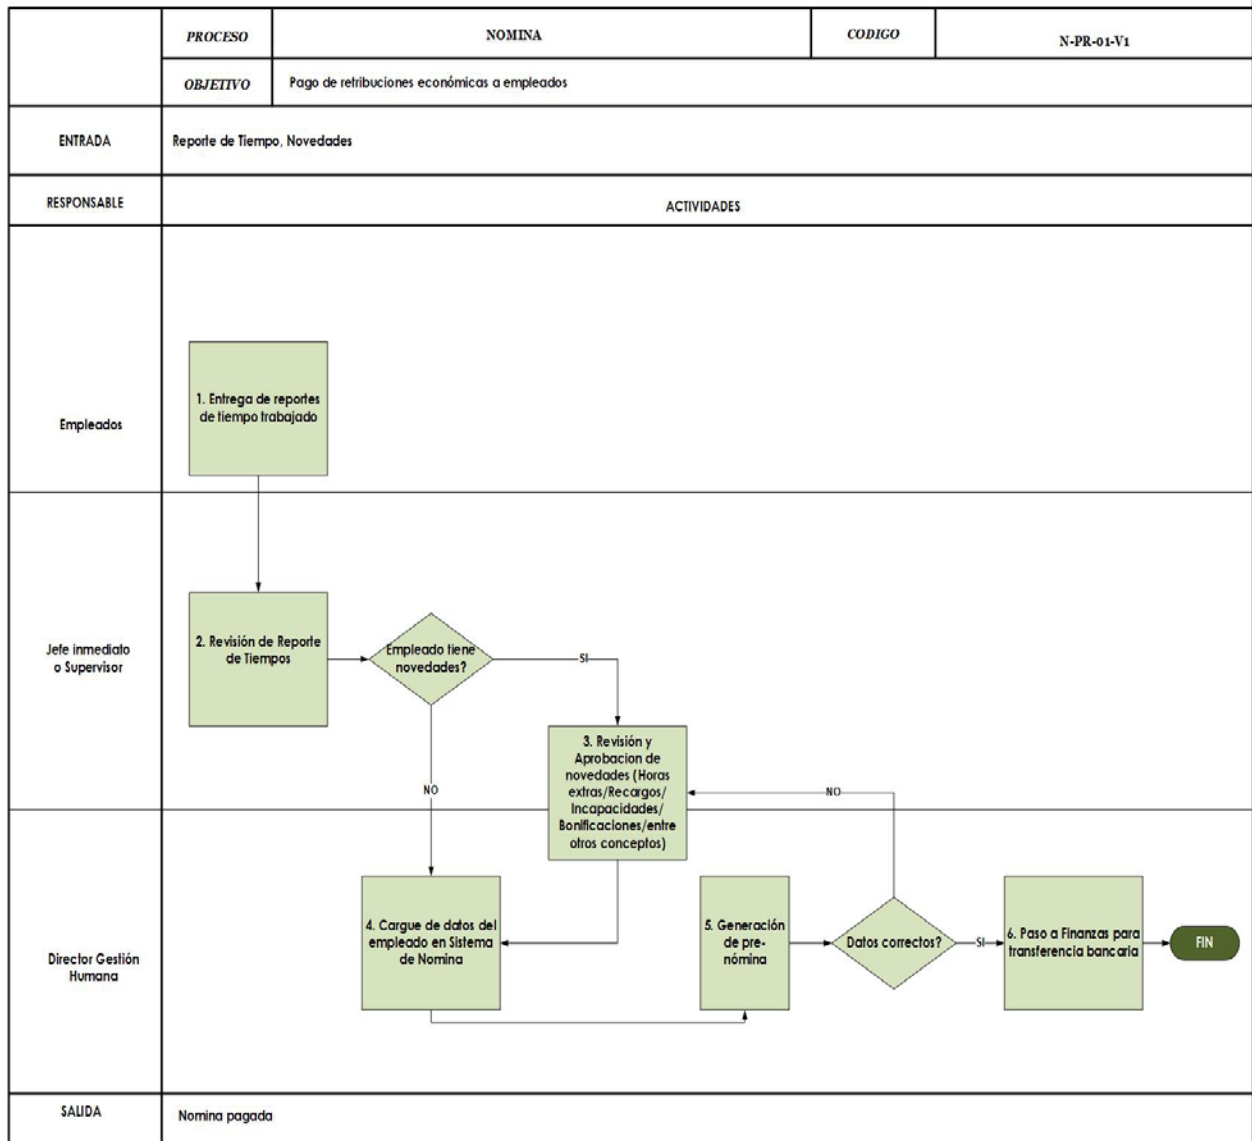 PROCESO
NOMINA
CODIGO
N-PR-01-V1
OBJETIVO
Pago de retribuciones económicas a empleados
ENTRADA
Reporte de Tiempo, Novedades
RESPONSABLE
ACTIVIDADES
Empleados
1. Entrega de reportes
de tiempo trabajado
Jefe inmediato
o Supervisor
2. Revisión de Reporte
de Tiempos
Empleado tiene
novedades?
SI
NO
3. Revisión y
Aprobacion de
novedades (Horas
extras/Recargos/
Incapacidades/
Bonificaciones/entre
otros conceptos)
NO
Director Gestión
Humana
4. Cargue de datos del
empleado en Sistema
de Nomina
5. Generación
de pre-
nómina
Datos correctos?
SI
6. Paso a Finanzas para
transferencia bancaria
FIN
SALIDA
Nomina pagada